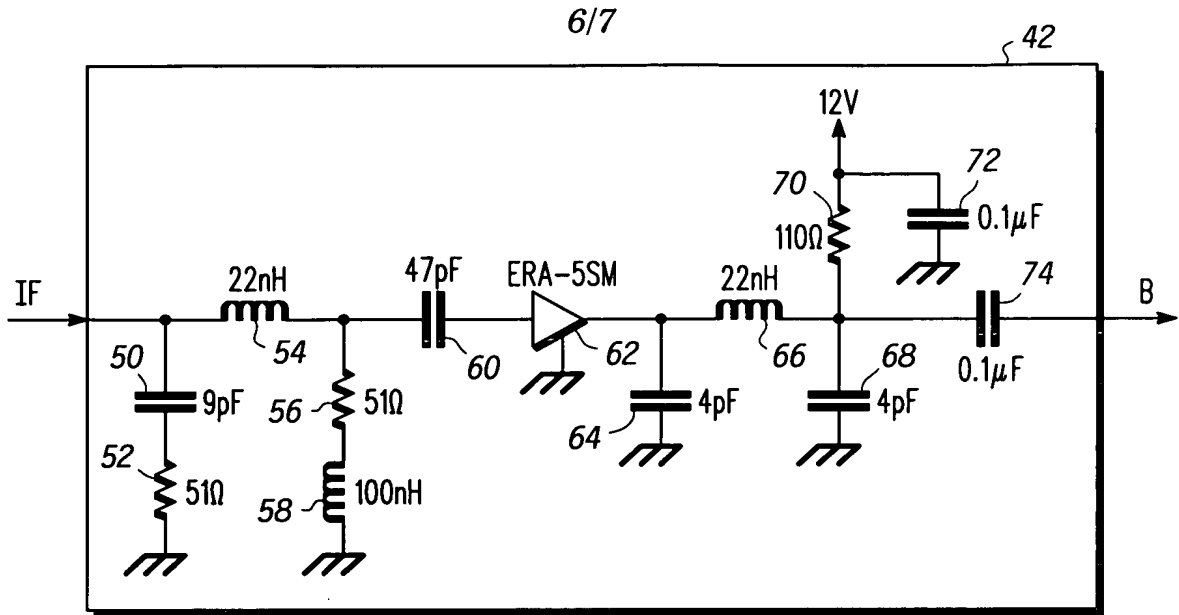 6/7
42
12V
70
72
110Ω
0.1µF
IF
22nH
47pF
ERA-5SM
22nH
74
B
54
60
62
66
0.1µF
50
9pF
56
51Ω
64
4pF
68
4pF
52
51Ω
58
100nH